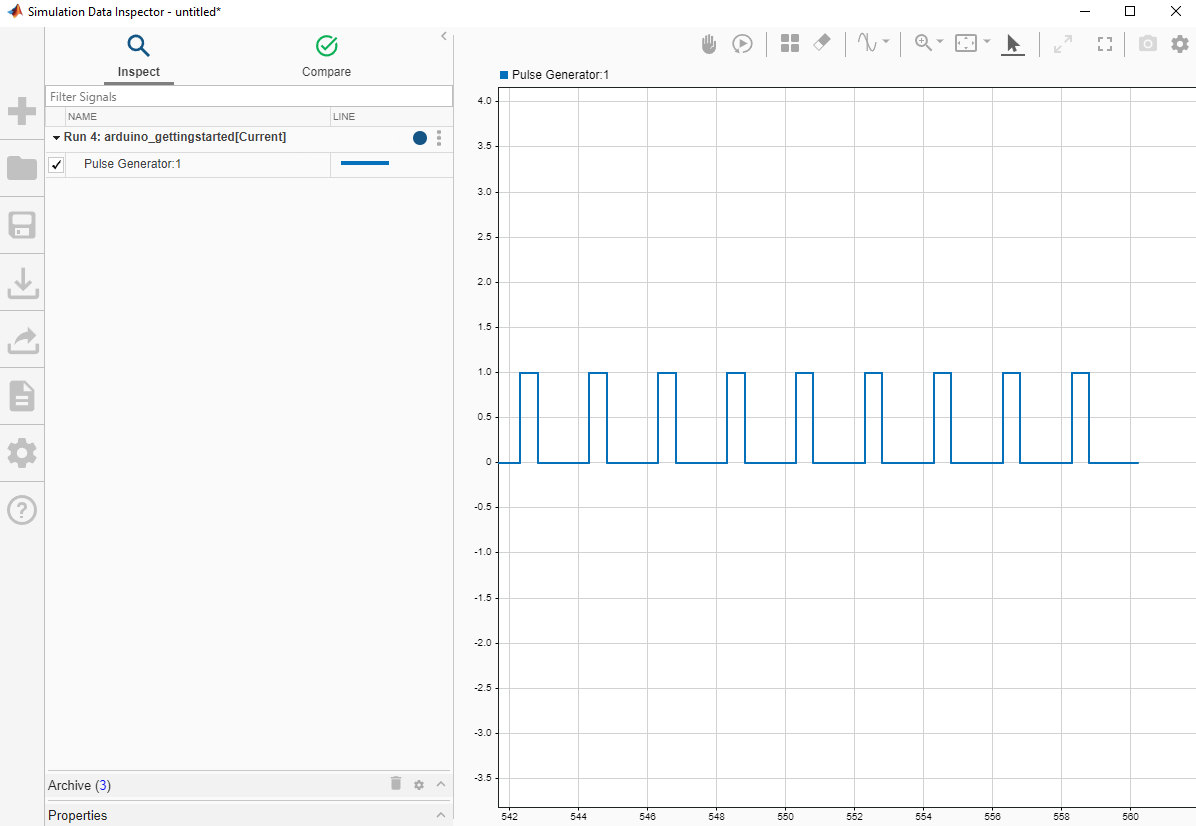 Simulation Data Inspector - untitled*
Inspect
Compare
Filter Signals
NAME
LINE
Run 4: arduino_gettingstarted[Current]
Pulse Generator:1
Archive (3)
Properties
Pulse Generator:1
4.0
3.5
3.0
2.5
2.0
1.5
1.0
0.5
0
-0.5
-1.0
-1.5
-2.0
-2.5
-3.0
-3.5
542 544 546 548 550 552 554 556 558 560